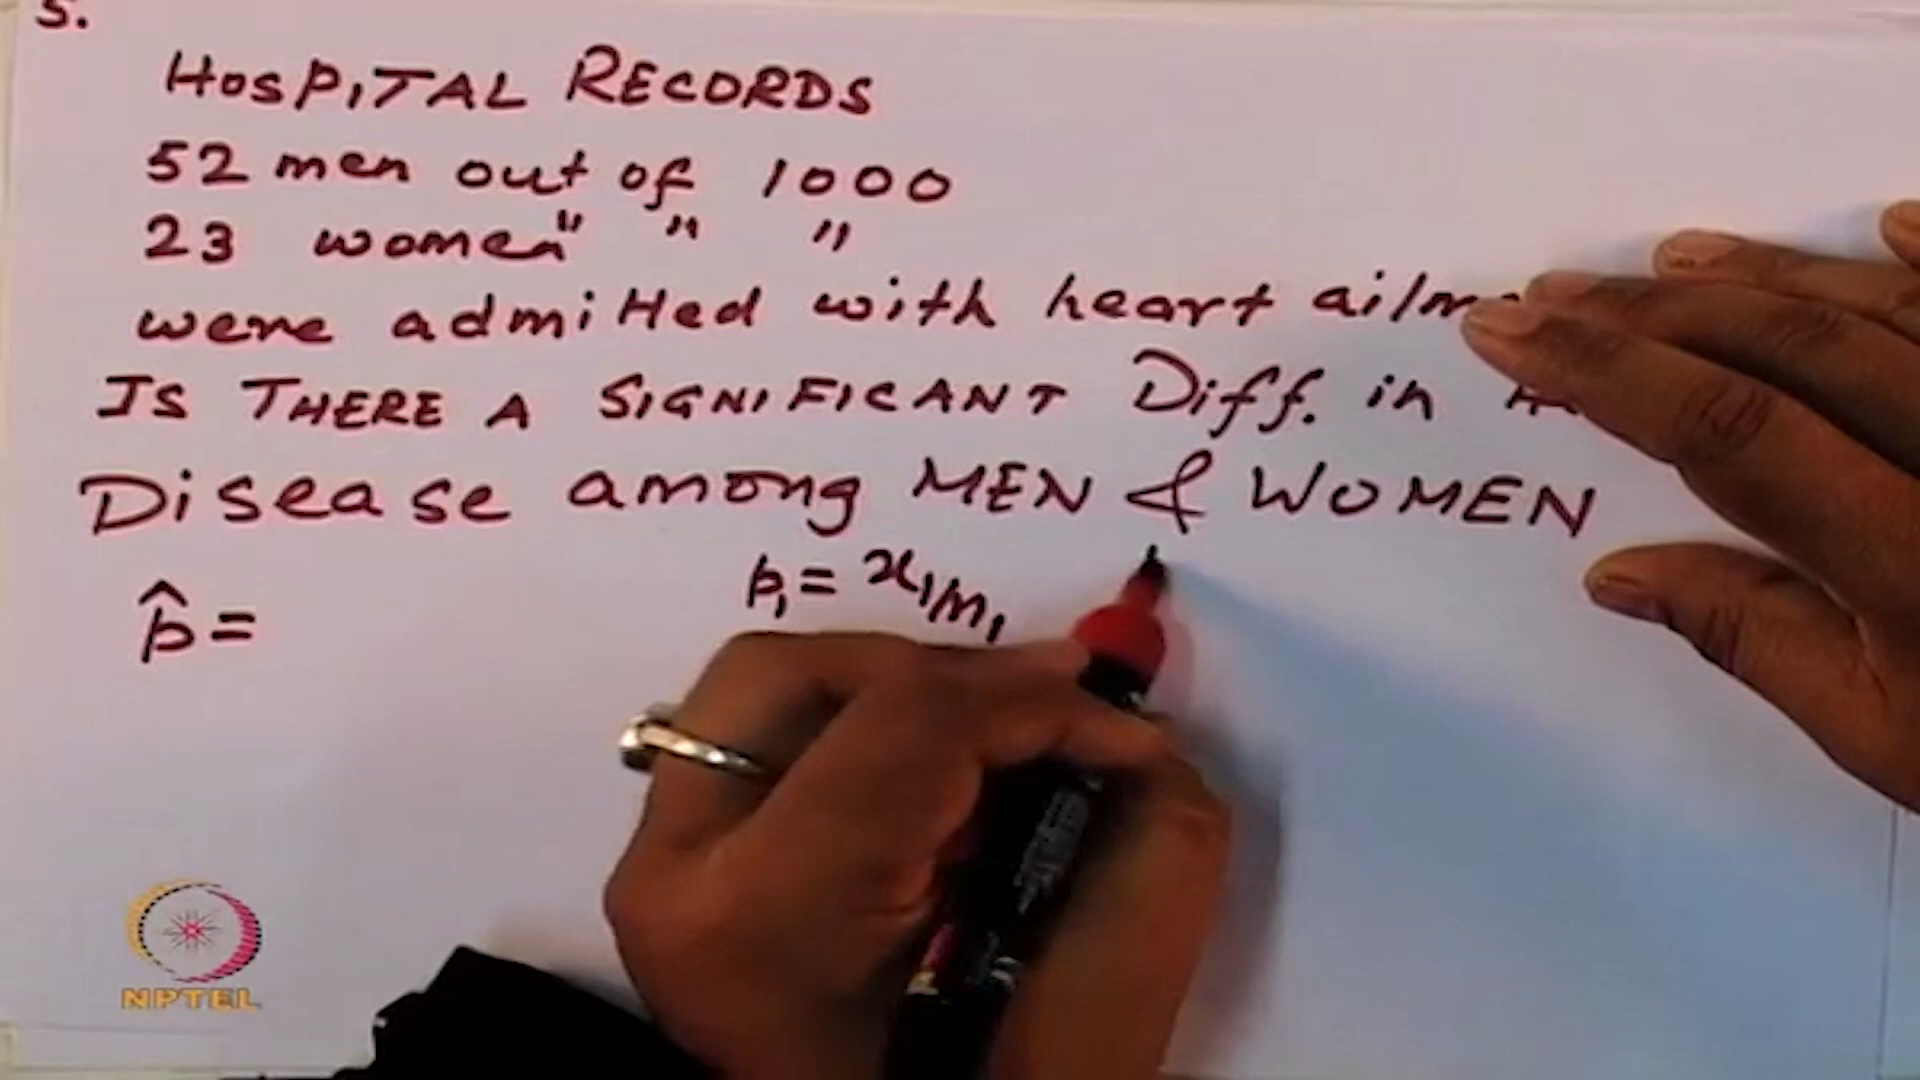 5.
HOSPITAL RECORDS
52 men out of 1000
23 women " " "
were admitted with heart
IS THERE A SIGNIFICANT Diff. in
Disease among MEN & WOMEN
p̂ =
p₁ = x₁/n₁
NPTEL